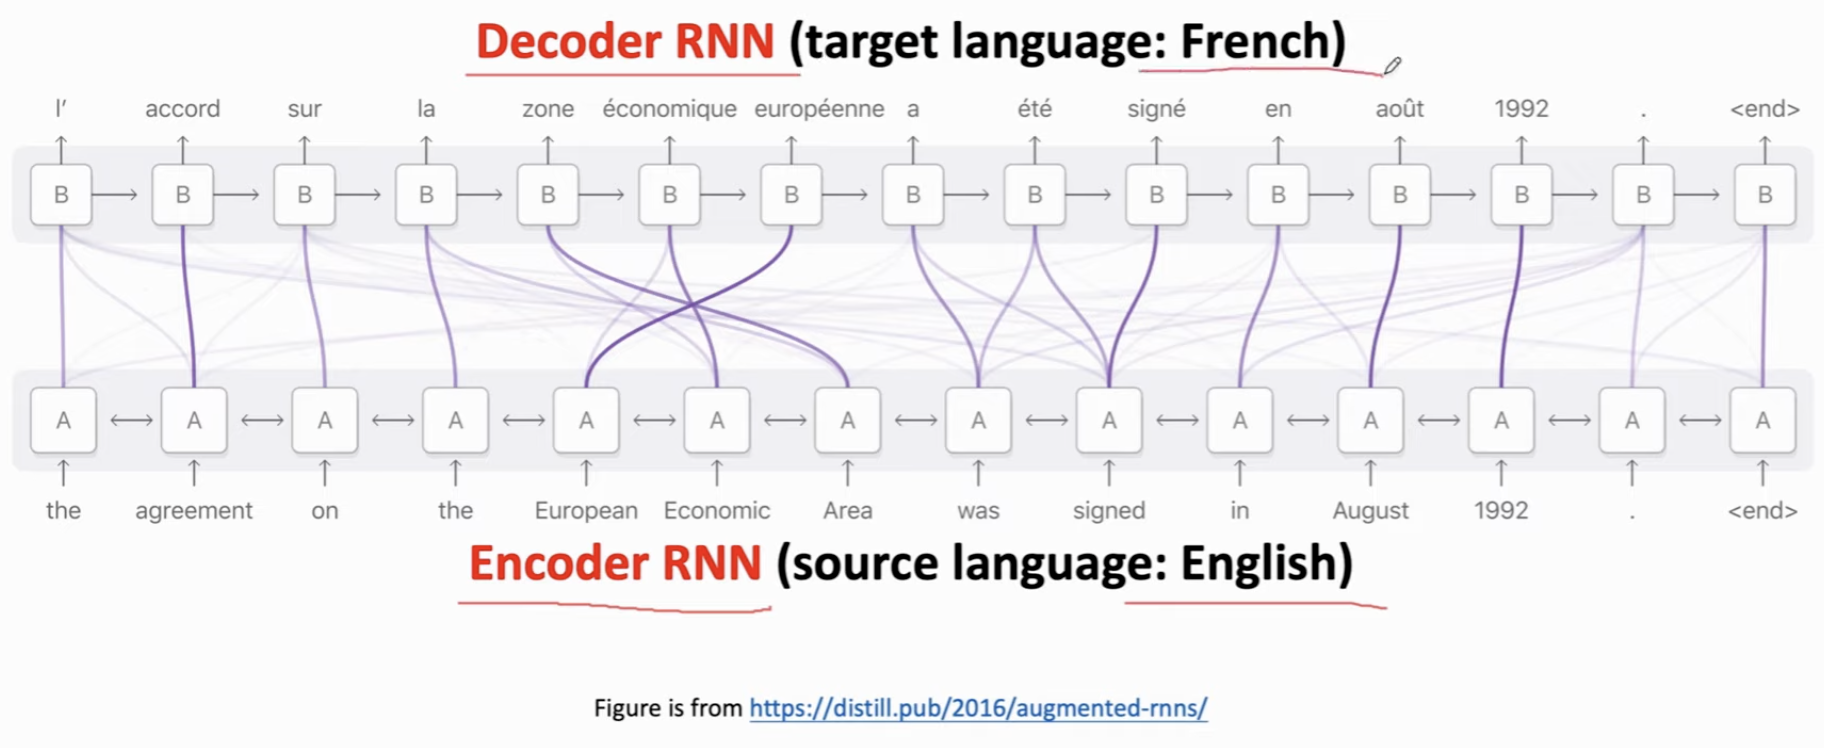 Decoder RNN (target language: French)
l' accord sur la zone économique européenne a été signé en août 1992 . <end>
B B B B B B B B B B B B B B B
A A A A A A A A A A A A A A
the agreement on the European Economic Area was signed in August 1992 . <end>
Encoder RNN (source language: English)
Figure is from https://distill.pub/2016/augmented-rnns/